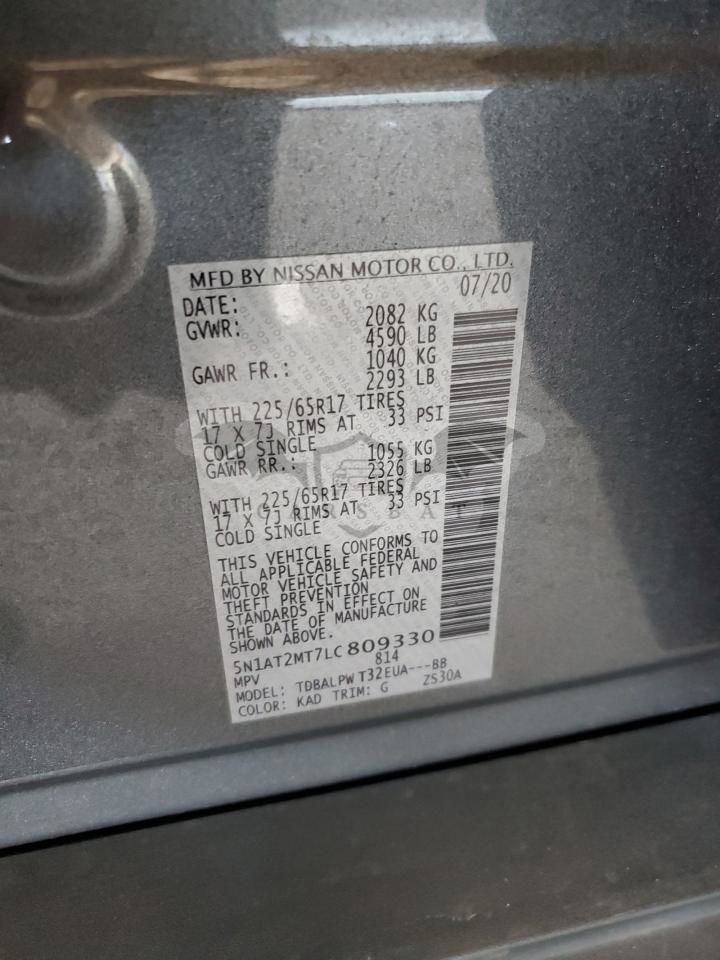 MFD BY NISSAN MOTOR CO., LTD.
DATE: 07/20
GVWR: 2082 KG
4590 LB
GAWR FR.: 1040 KG
2293 LB
WITH 225/65R17 TIRES
17 X 7J RIMS AT 33 PSI
COLD SINGLE
GAWR RR.: 1055 KG
2326 LB
WITH 225/65R17 TIRES
17 X 7J RIMS AT 33 PSI
COLD SINGLE
THIS VEHICLE CONFORMS TO
ALL APPLICABLE FEDERAL
MOTOR VEHICLE SAFETY AND
THEFT PREVENTION
STANDARDS IN EFFECT ON
THE DATE OF MANUFACTURE
SHOWN ABOVE.
5N1AT2MT7LC809330
MPV 814
MODEL: TDBALPW T32EUA---BB
COLOR: KAD TRIM: G ZS30A